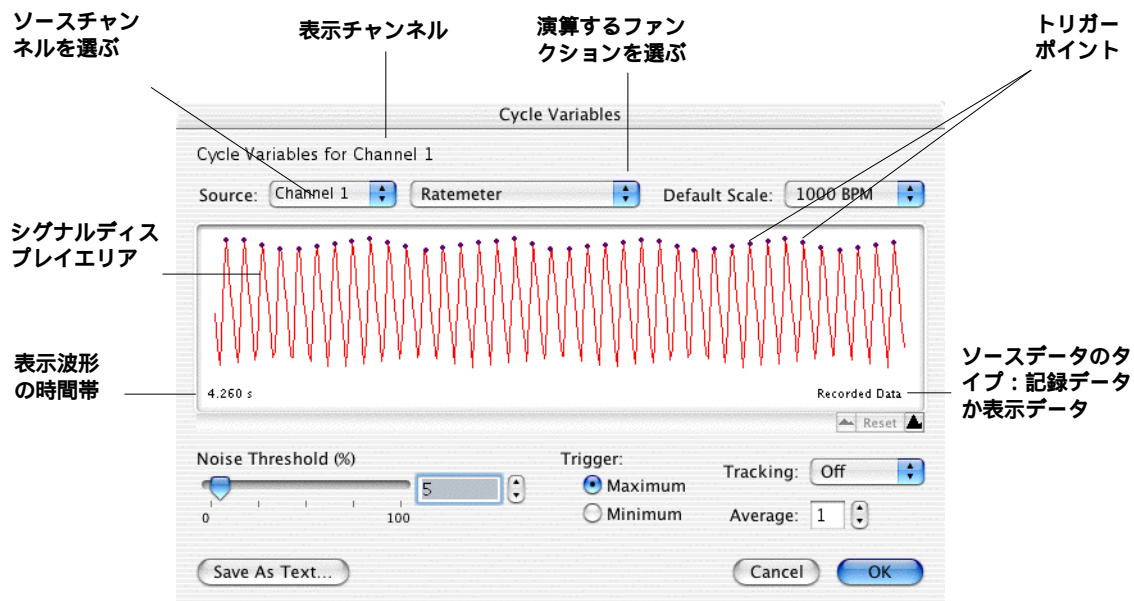 ソースチャン
ネルを選ぶ
表示チャンネル
演算するファン
クションを選ぶ
トリガー
ポイント
Cycle Variables
Cycle Variables for Channel 1
Source: Channel 1 Ratemeter Default Scale: 1000 BPM
シグナルディス
プレイエリア
表示波形
の時間帯
4.260 s Recorded Data
ソースデータのタ
イプ：記録データ
か表示データ
Reset
Noise Threshold (%)
5
0 100
Trigger:
Maximum
Minimum
Tracking: Off
Average: 1
Save As Text... Cancel OK